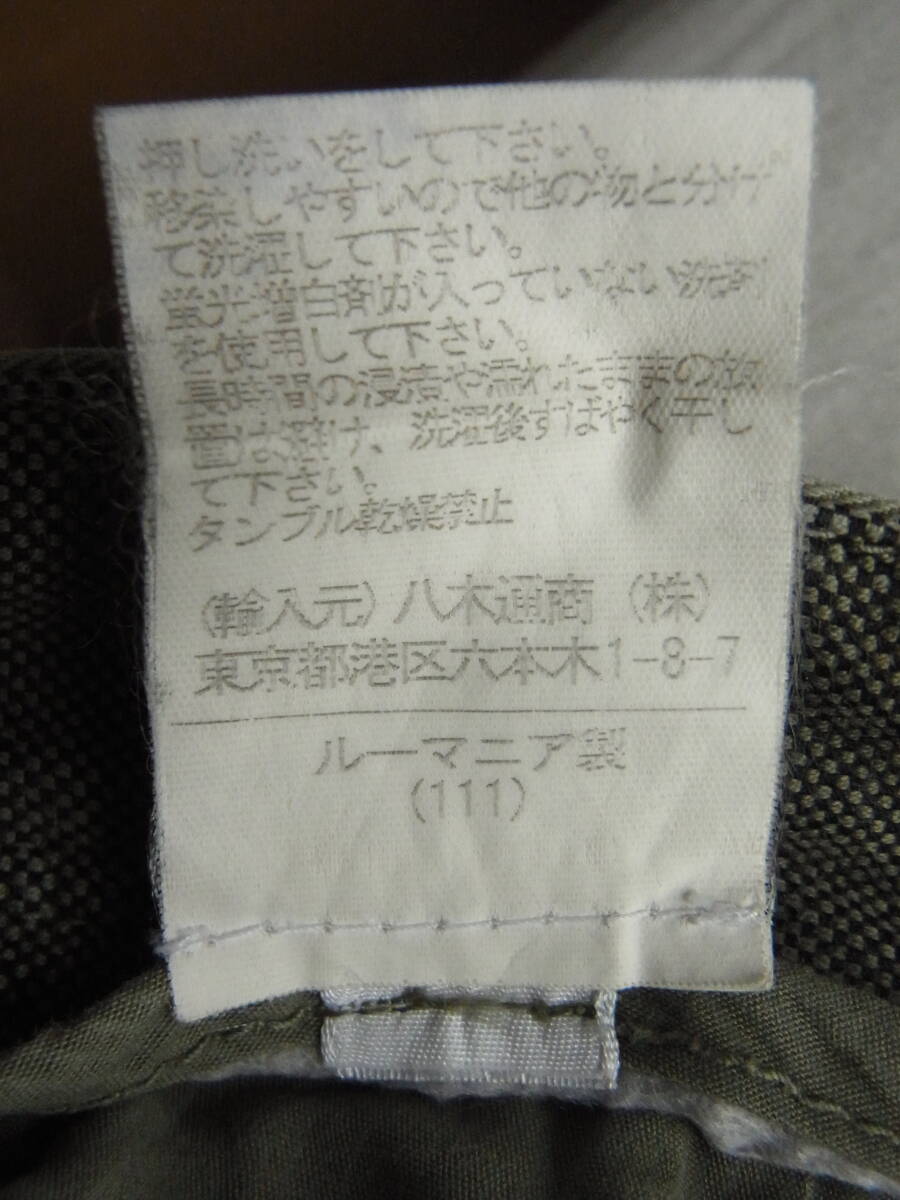 押し洗いをして下さい。
移染しやすいので他の物と分け
て洗濯して下さい。
蛍光増白剤が入っていない洗剤
を使用して下さい。
長時間の浸漬や濡れたままの放
置は避け、洗濯後すばやく干し
て下さい。
タンブル乾燥禁止
(輸入元) 八木通商 (株)
東京都港区六本木1-8-7
ルーマニア製
(111)